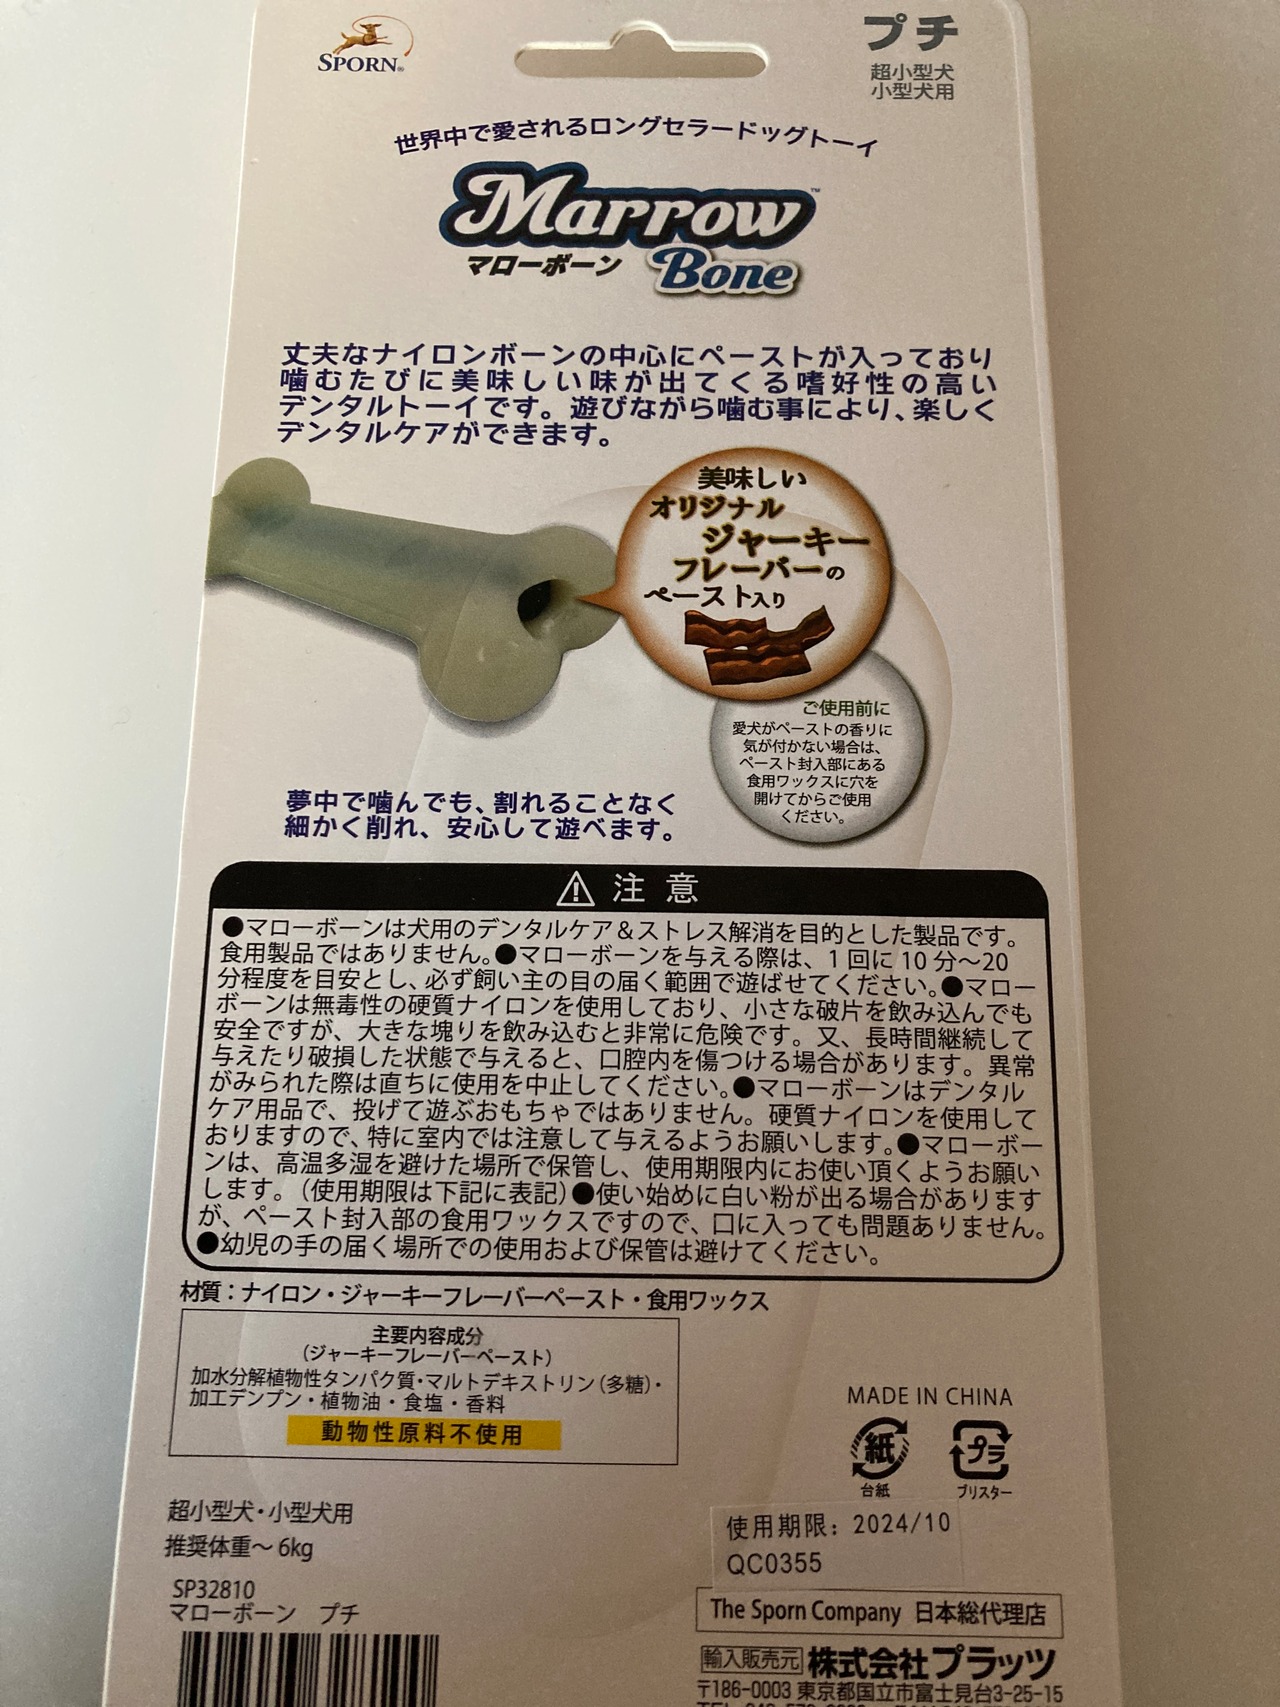 SPORN®
プチ
超小型犬
小型犬用
世界中で愛されるロングセラードッグトーイ
Marrow™
マローボーン
Bone
丈夫なナイロンボーンの中心にペーストが入っており
噛むたびに美味しい味が出てくる嗜好性の高い
デンタルトーイです。遊びながら噛む事により、楽しく
デンタルケアができます。
美味しい
オリジナル
ジャーキー
フレーバーの
ペースト入り
ご使用前に
愛犬がペーストの香りに
気が付かない場合は、
ペースト封入部にある
食用ワックスに穴を
開けてからご使用
ください。
夢中で噛んでも、割れることなく
細かく削れ、安心して遊べます。
注意
●マローボーンは犬用のデンタルケア&ストレス解消を目的とした製品です。
食用製品ではありません。●マローボーンを与える際は、1回に10分〜20
分程度を目安とし、必ず飼い主の目の届く範囲で遊ばせてください。●マロー
ボーンは無毒性の硬質ナイロンを使用しており、小さな破片を飲み込んでも
安全ですが、大きな塊りを飲み込むと非常に危険です。又、長時間継続して
与えたり破損した状態で与えると、口腔内を傷つける場合があります。異常
がみられた際は直ちに使用を中止してください。●マローボーンはデンタル
ケア用品で、投げて遊ぶおもちゃではありません。硬質ナイロンを使用して
おりますので、特に室内では注意して与えるようお願いします。●マローボー
ンは、高温多湿を避けた場所で保管し、使用期限内にお使い頂くようお願い
します。（使用期限は下記に表記）●使い始めに白い粉が出る場合があります
が、ペースト封入部の食用ワックスですので、口に入っても問題ありません。
●幼児の手の届く場所での使用および保管は避けてください。
材質：ナイロン・ジャーキーフレーバーペースト・食用ワックス
主要内容成分
（ジャーキーフレーバーペースト）
加水分解植物性タンパク質・マルトデキストリン（多糖）・
加工デンプン・植物油・食塩・香料
動物性原料不使用
MADE IN CHINA
紙
プラ
台紙
ブリスター
超小型犬・小型犬用
推奨体重〜6kg
使用期限：2024/10
QC0355
SP32810
マローボーン プチ
The Sporn Company 日本総代理店
輸入販売元 株式会社プラッツ
〒186-0003 東京都国立市富士見台3-25-15